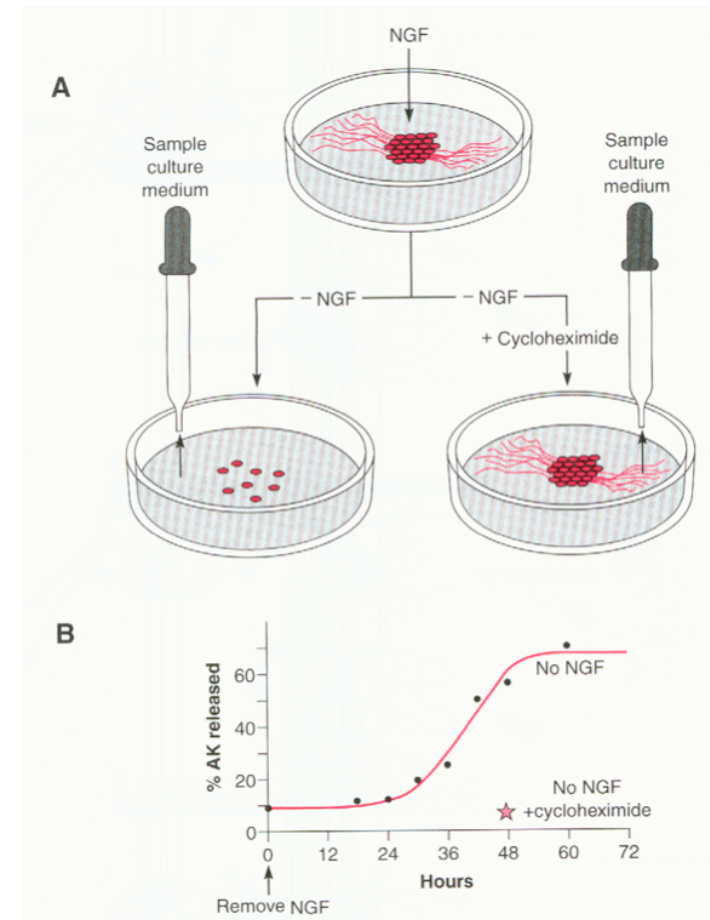 A
NGF
Sample
culture
medium
Sample
culture
medium
– NGF
– NGF
+ Cycloheximide
B
% AK released
60
40
20
0
No NGF
No NGF
+cycloheximide
0 12 24 36 48 60 72
Hours
Remove NGF